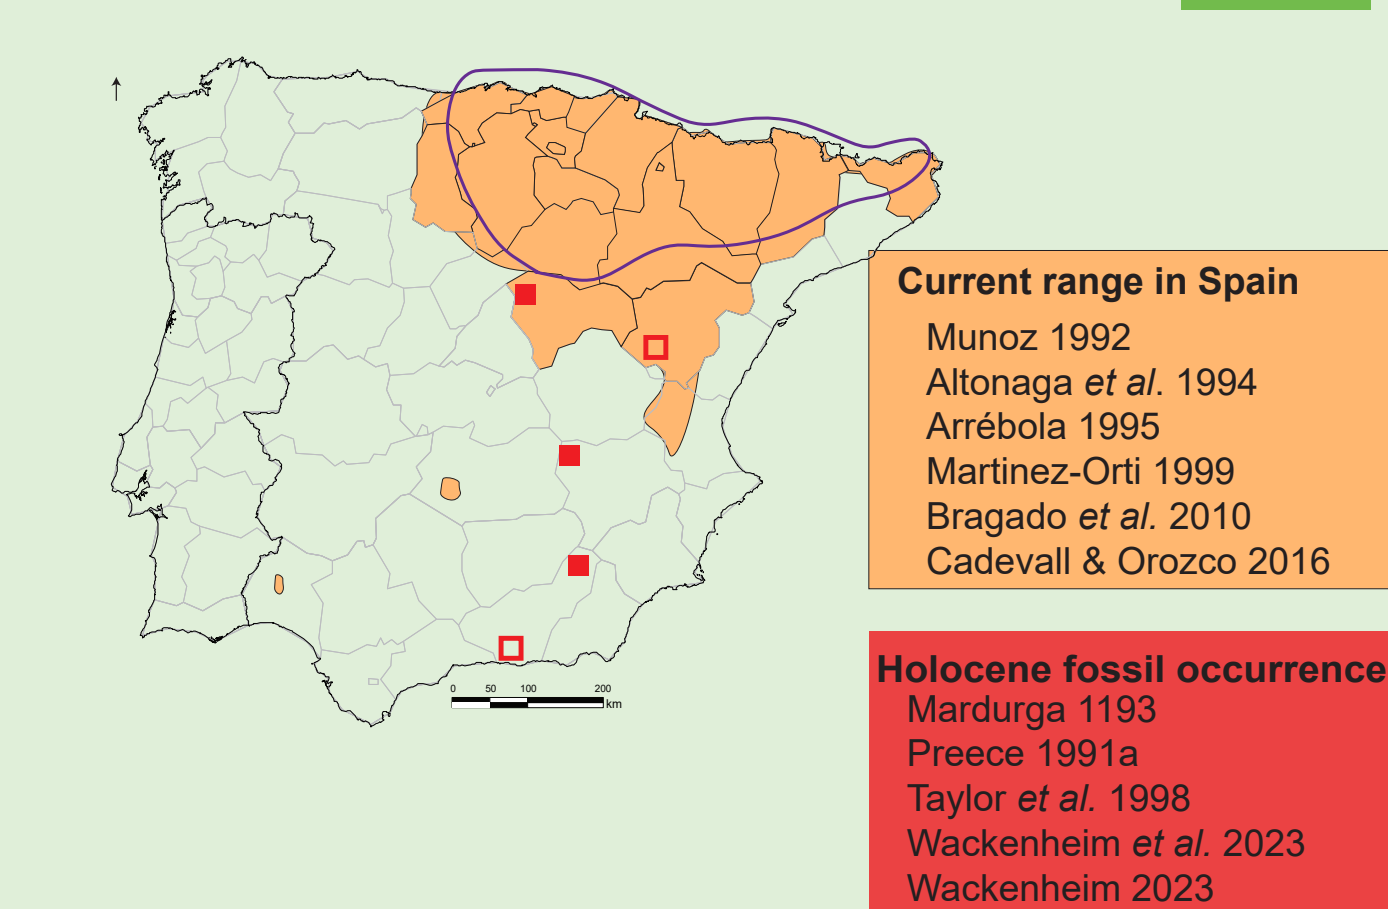 Current range in Spain
Munoz 1992
Altonaga et al. 1994
Arrébola 1995
Martinez-Orti 1999
Bragado et al. 2010
Cadevall & Orozco 2016
Holocene fossil occurrence
Mardurga 1193
Preece 1991a
Taylor et al. 1998
Wackenheim et al. 2023
Wackenheim 2023
0 50 100 200
km